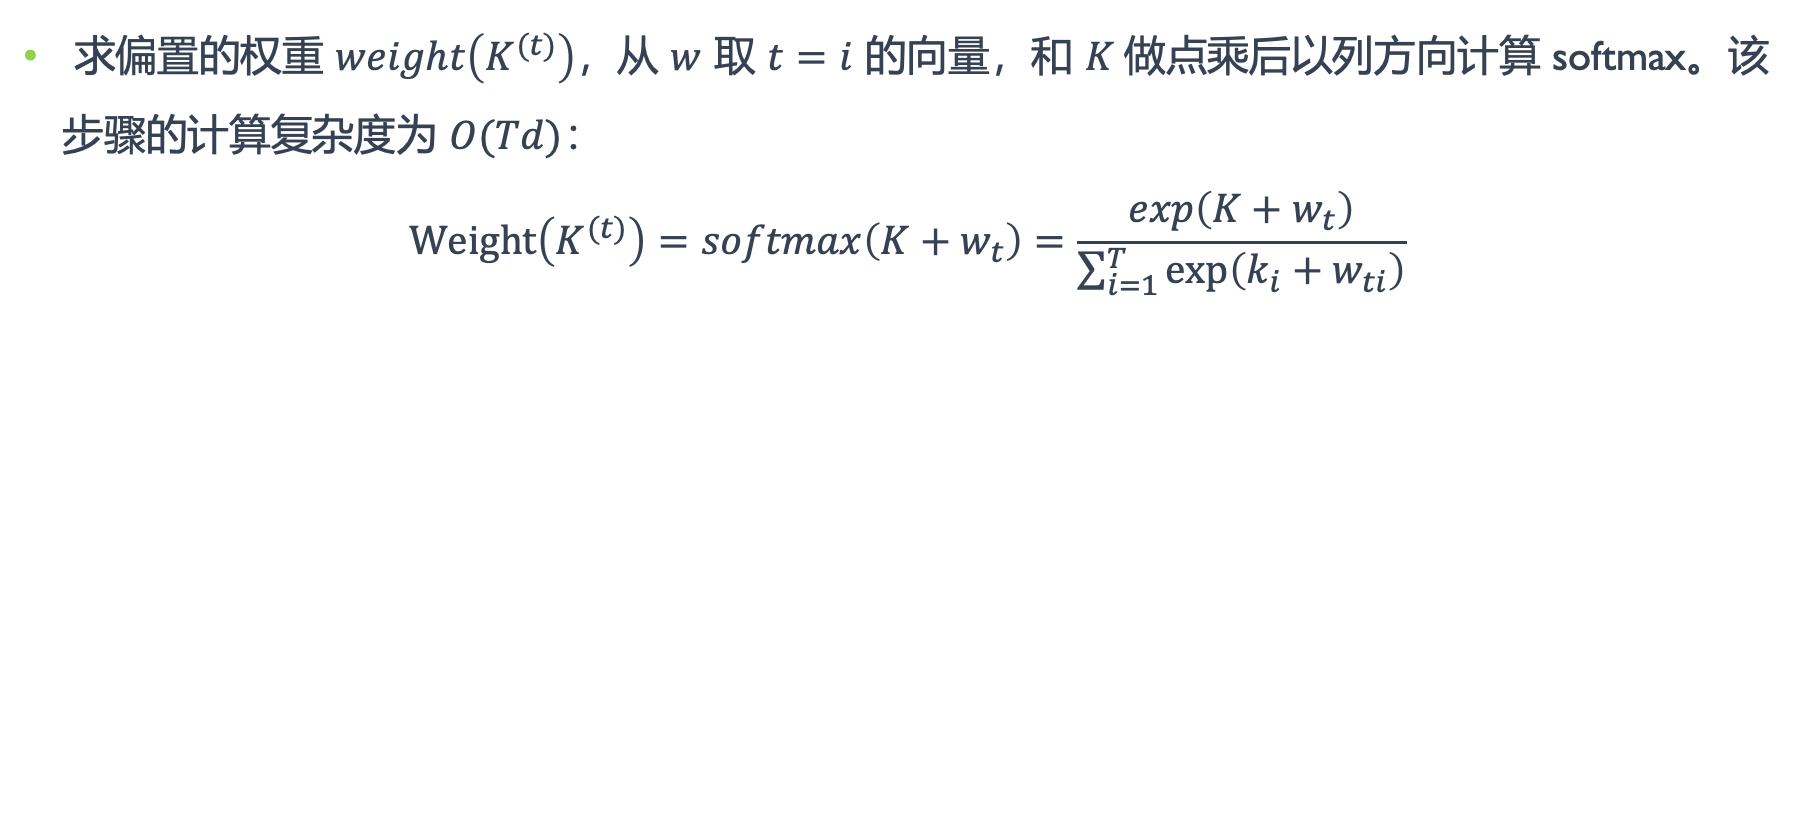 • 求偏置的权重 weight(K^(t))，从 w 取 t = i 的向量，和 K 做点乘后以列方向计算 softmax。该
步骤的计算复杂度为 O(Td)：
Weight(K^(t)) = softmax(K + w_t) = exp(K + w_t) / ∑_{i=1}^{T} exp(k_i + w_{ti})